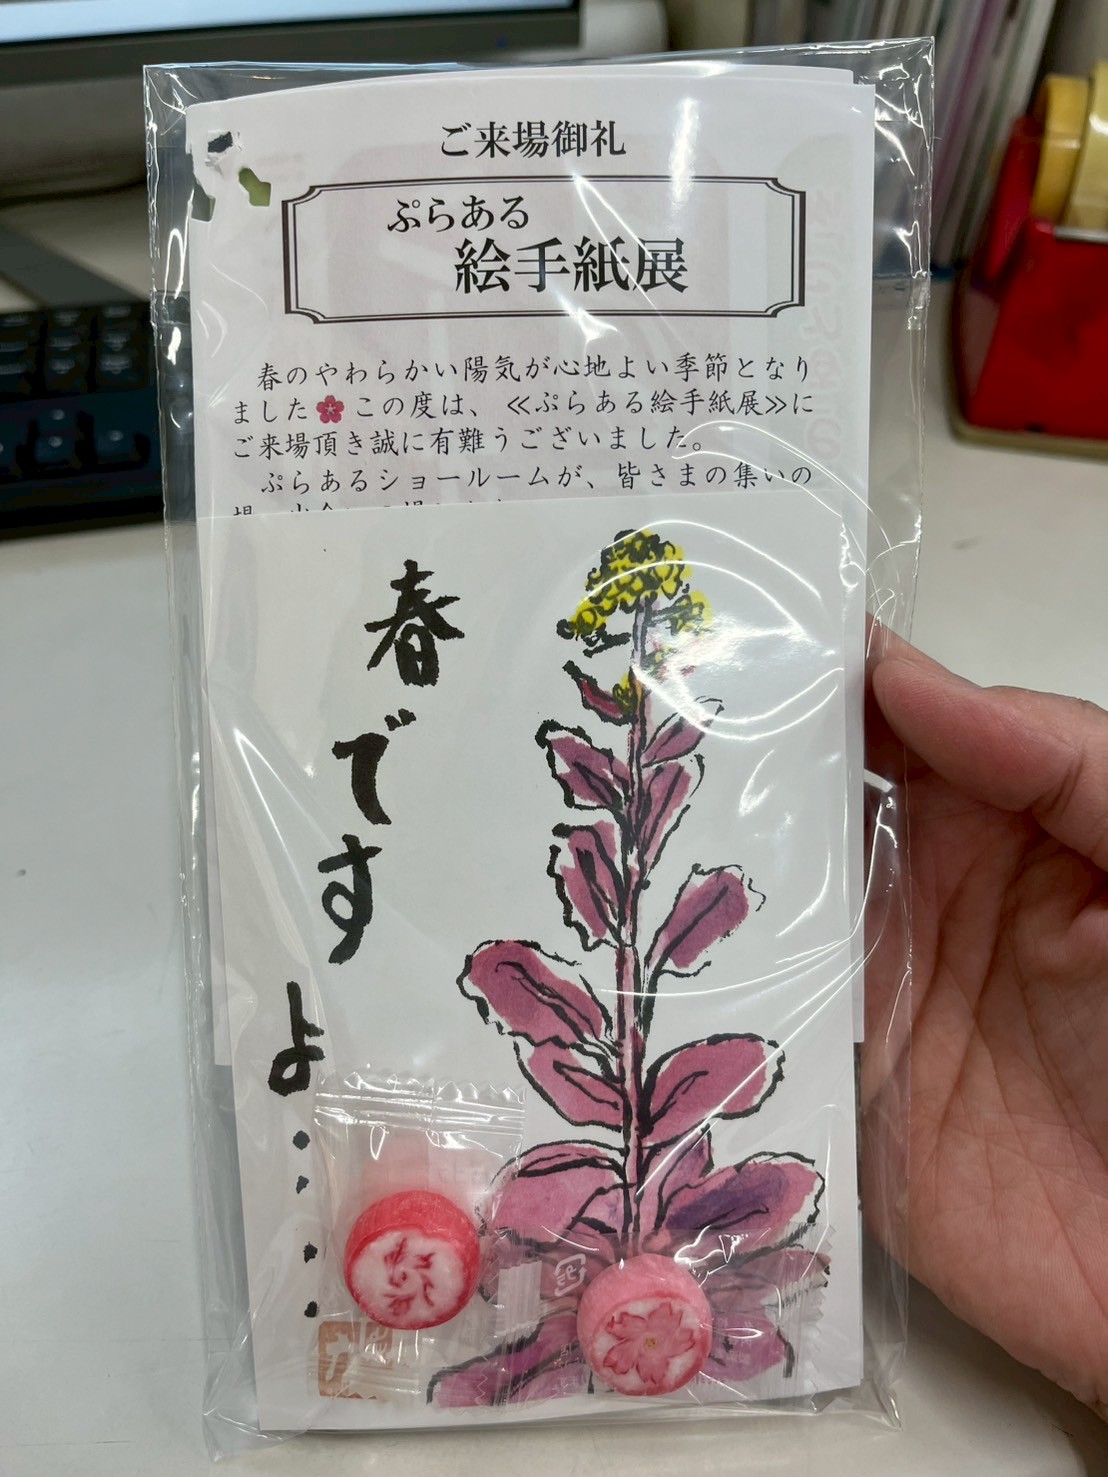 ご来場御礼
ぷらある
絵手紙展
春のやわらかい陽気が心地よい季節となり
ました🌸この度は、≪ぷらある絵手紙展≫に
ご来場頂き誠に有難うございました。
ぷらあるショールームが、皆さまの集いの
春ですよ・・・・